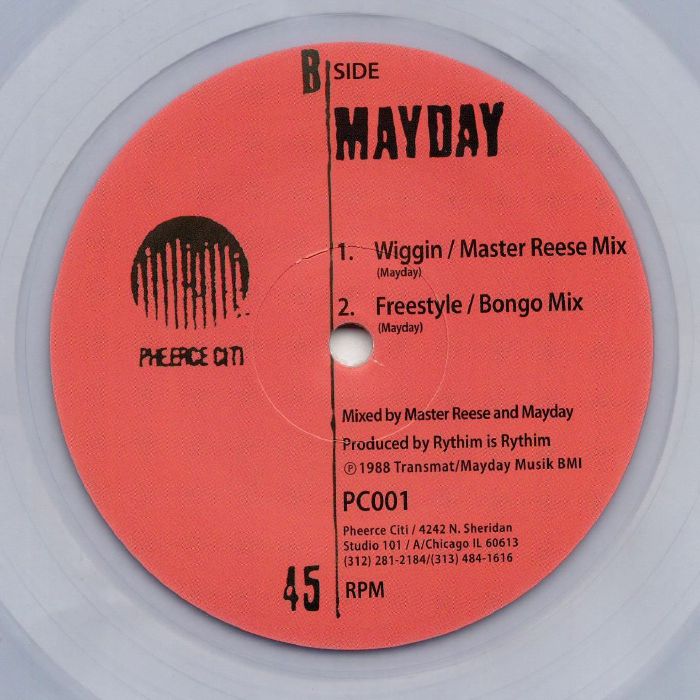 B SIDE
MAYDAY
1. Wiggin / Master Reese Mix
(Mayday)
2. Freestyle / Bongo Mix
(Mayday)
PHEERCE CITI
Mixed by Master Reese and Mayday
Produced by Rythim is Rythim
℗ 1988 Transmat/Mayday Musik BMI
PC001
Pheerce Citi / 4242 N. Sheridan
Studio 101 / A/Chicago IL 60613
(312) 281-2184/(313) 484-1616
45 RPM